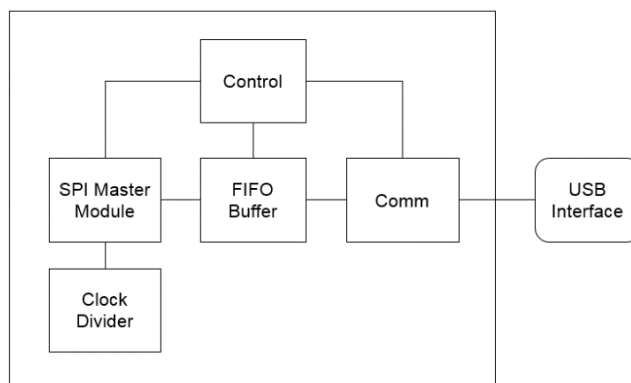 Control
SPI Master
Module
FIFO
Buffer
Comm
USB
Interface
Clock
Divider